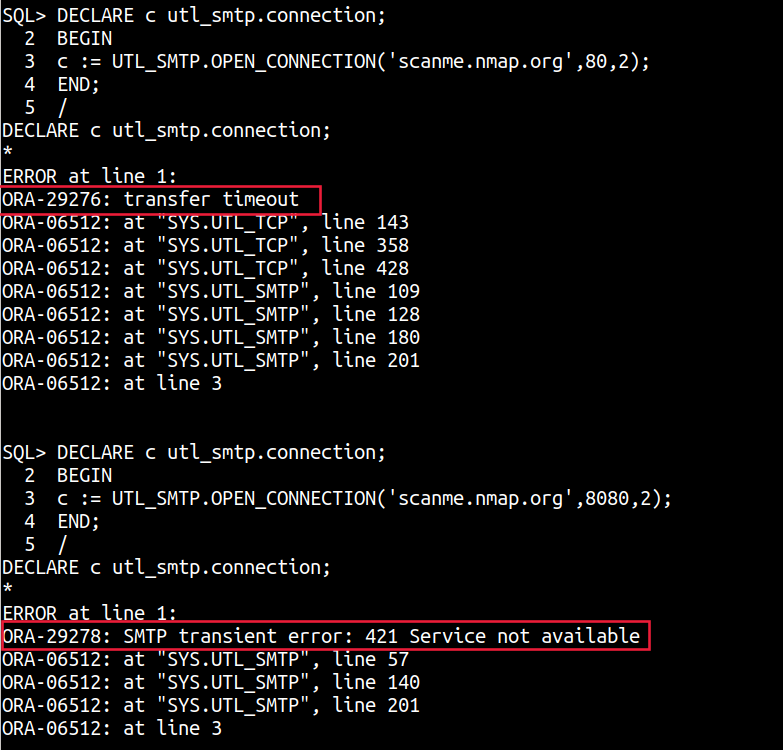 SQL> DECLARE c utl_smtp.connection;
  2  BEGIN
  3  c := UTL_SMTP.OPEN_CONNECTION('scanme.nmap.org',80,2);
  4  END;
  5  /
DECLARE c utl_smtp.connection;
*
ERROR at line 1:
ORA-29276: transfer timeout
ORA-06512: at "SYS.UTL_TCP", line 143
ORA-06512: at "SYS.UTL_TCP", line 358
ORA-06512: at "SYS.UTL_TCP", line 428
ORA-06512: at "SYS.UTL_SMTP", line 109
ORA-06512: at "SYS.UTL_SMTP", line 128
ORA-06512: at "SYS.UTL_SMTP", line 180
ORA-06512: at "SYS.UTL_SMTP", line 201
ORA-06512: at line 3
SQL> DECLARE c utl_smtp.connection;
  2  BEGIN
  3  c := UTL_SMTP.OPEN_CONNECTION('scanme.nmap.org',8080,2);
  4  END;
  5  /
DECLARE c utl_smtp.connection;
*
ERROR at line 1:
ORA-29278: SMTP transient error: 421 Service not available
ORA-06512: at "SYS.UTL_SMTP", line 57
ORA-06512: at "SYS.UTL_SMTP", line 140
ORA-06512: at "SYS.UTL_SMTP", line 201
ORA-06512: at line 3